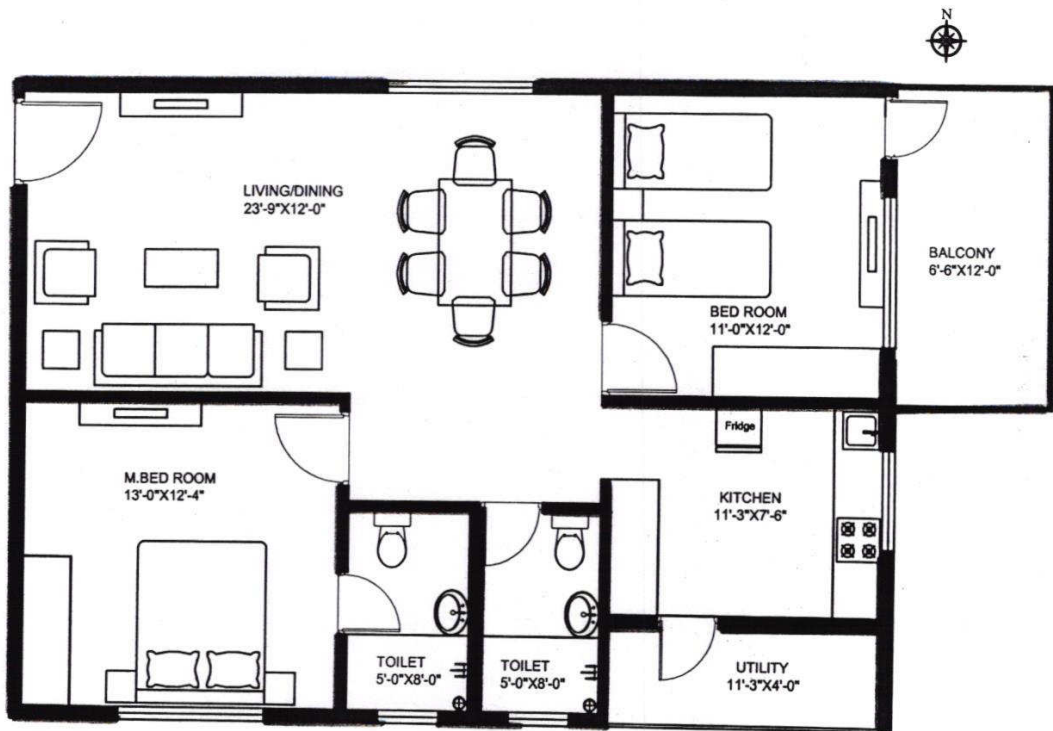 N
LIVING/DINING
23'-9"X12'-0"
BALCONY
6'-6"X12'-0"
BED ROOM
11'-0"X12'-0"
Fridge
M.BED ROOM
13'-0"X12'-4"
KITCHEN
11'-3"X7'-6"
TOILET
5'-0"X8'-0"
TOILET
5'-0"X8'-0"
UTILITY
11'-3"X4'-0"